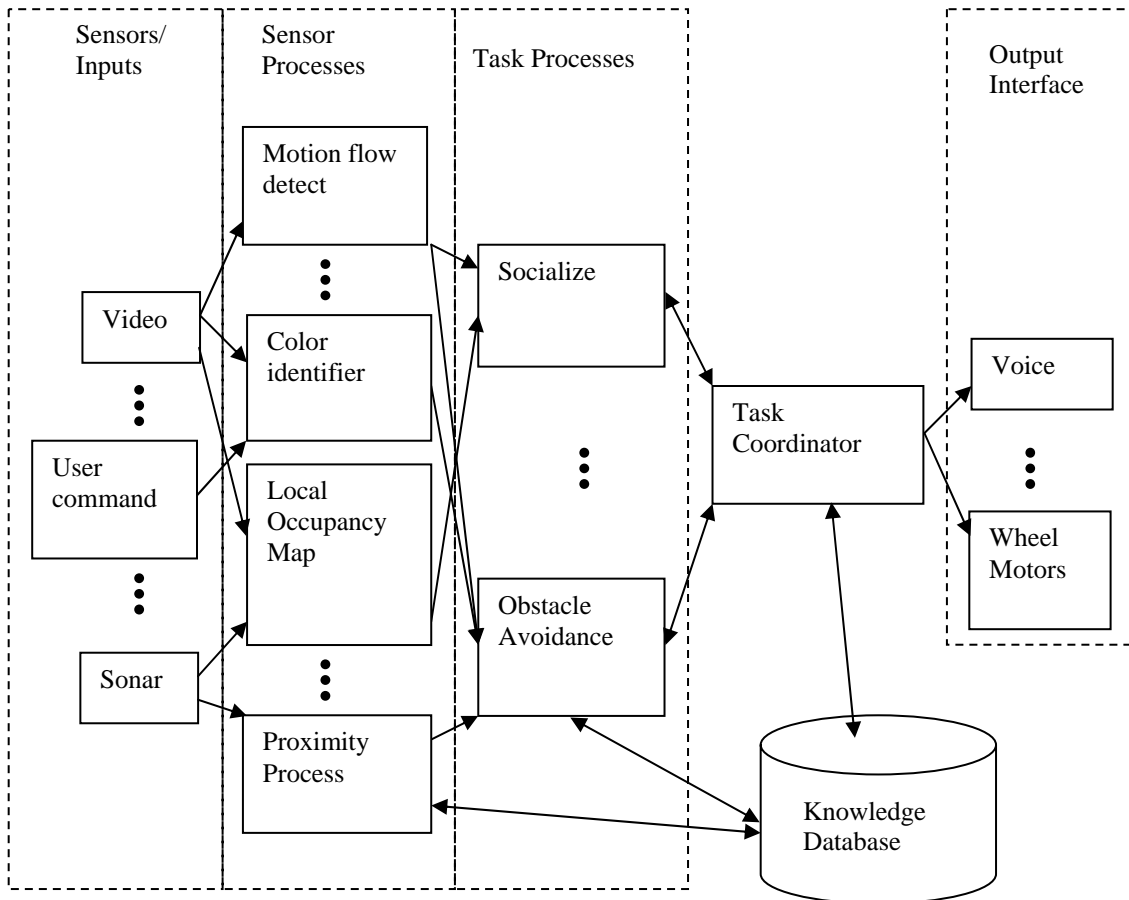 Sensors/
Inputs
Sensor
Processes
Task Processes
Output
Interface
Motion flow
detect
Socialize
Video
Color
identifier
Voice
Task
Coordinator
User
command
Local
Occupancy
Map
Wheel
Motors
Obstacle
Avoidance
Sonar
Proximity
Process
Knowledge
Database